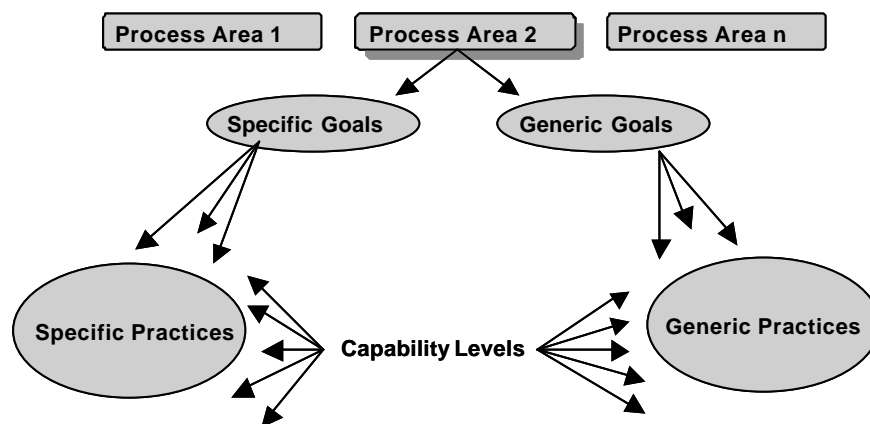 Process Area 1
Process Area 2
Process Area n
Specific Goals
Generic Goals
Specific Practices
Capability Levels
Generic Practices